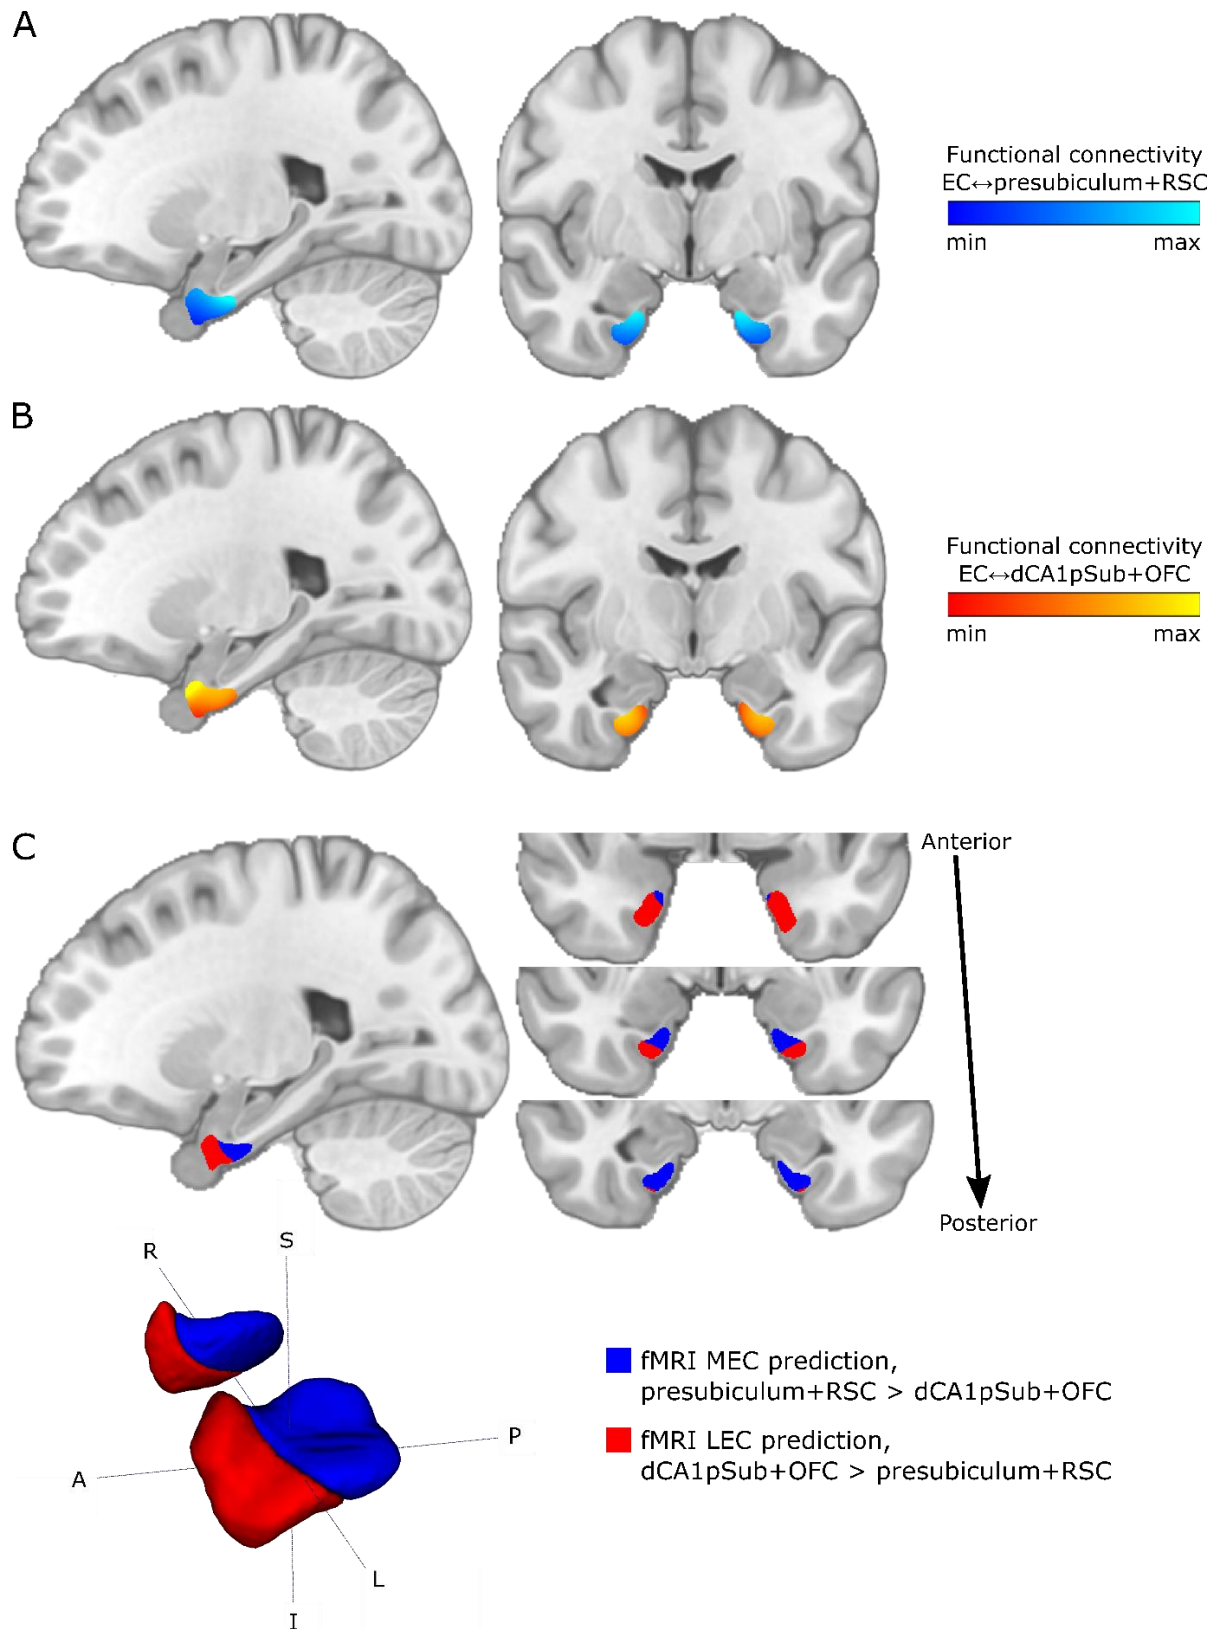 A
Functional connectivity
EC↔presubiculum+RSC
min max
B
Functional connectivity
EC↔dCA1pSub+OFC
min max
C
Anterior
Posterior
R
S
P
A
L
I
fMRI MEC prediction,
presubiculum+RSC > dCA1pSub+OFC
fMRI LEC prediction,
dCA1pSub+OFC > presubiculum+RSC